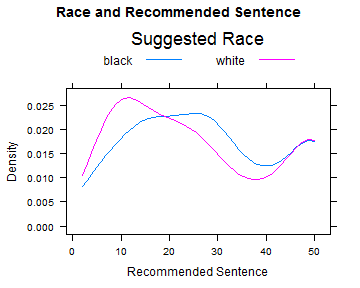 Race and Recommended Sentence
Suggested Race
black white
0.025
0.020
0.015
0.010
0.005
0.000
Density
0 10 20 30 40 50
Recommended Sentence